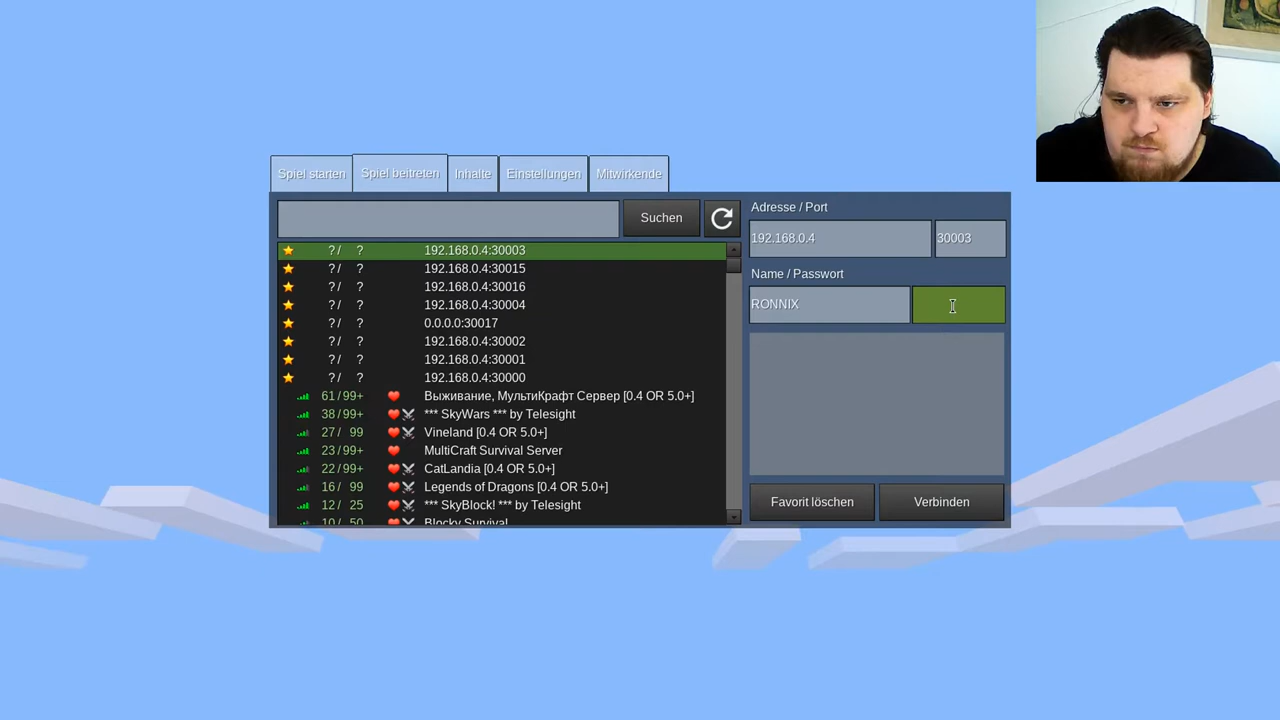 Spiel starten Spiel beitreten Inhalte Einstellungen Mitwirkende
Suchen
?/ ? 192.168.0.4:30003
?/ ? 192.168.0.4:30015
?/ ? 192.168.0.4:30016
?/ ? 192.168.0.4:30004
?/ ? 0.0.0.0:30017
?/ ? 192.168.0.4:30002
?/ ? 192.168.0.4:30001
?/ ? 192.168.0.4:30000
61/99+ Выживание, МультиКрафт Сервер [0.4 OR 5.0+]
38/99+ *** SkyWars *** by Telesight
27/ 99 Vineland [0.4 OR 5.0+]
23/99+ MultiCraft Survival Server
22/99+ CatLandia [0.4 OR 5.0+]
16/ 99 Legends of Dragons [0.4 OR 5.0+]
12/ 25 *** SkyBlock! *** by Telesight
10/ 50 Blocky Survival
Adresse / Port
192.168.0.4 30003
Name / Passwort
RONNIX
Favorit löschen Verbinden